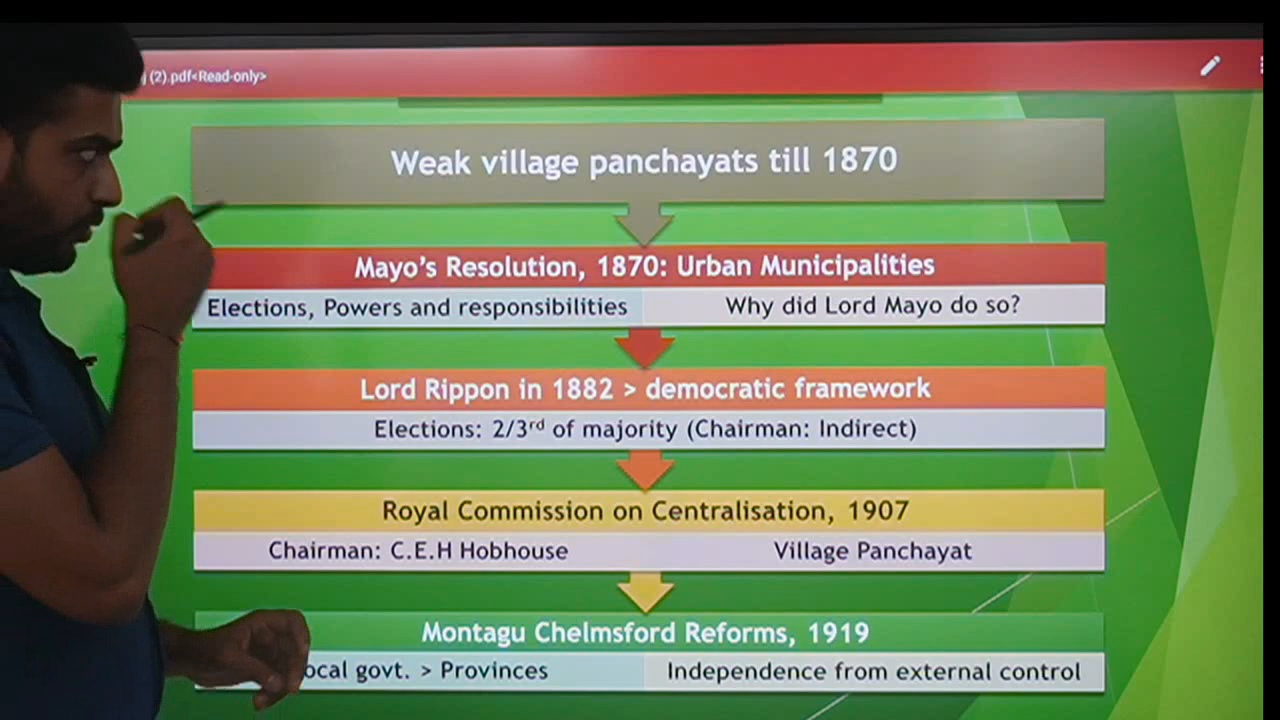 (2).pdf<Read-only>
Weak village panchayats till 1870
Mayo's Resolution, 1870: Urban Municipalities
Elections, Powers and responsibilities
Why did Lord Mayo do so?
Lord Rippon in 1882 > democratic framework
Elections: 2/3rd of majority (Chairman: Indirect)
Royal Commission on Centralisation, 1907
Chairman: C.E.H Hobhouse
Village Panchayat
Montagu Chelmsford Reforms, 1919
ocal govt. > Provinces
Independence from external control